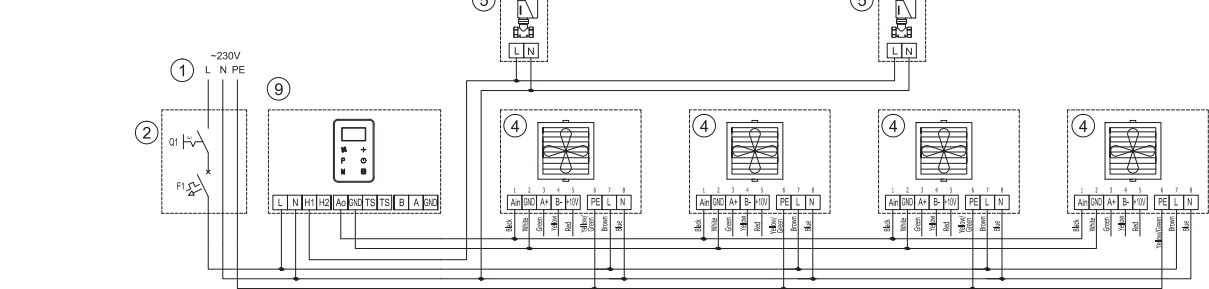 5 5
L N L N
~230V
1 L N PE
9
2 4 4 4 4
Q1
P
M
F1
1 2 3 4 5 6 7 8 1 2 3 4 5 6 7 8 1 2 3 4 5 6 7 8 1 2 3 4 5 6 7 8
L N H1 H2 Ao GND TS TS B A GND Ain GND A+ B- +10V PE L N Ain GND A+ B- +10V PE L N Ain GND A+ B- +10V PE L N Ain GND A+ B- +10V PE L N
Black White Green Yellow Red Yellow/Green Brown Blue Black White Green Yellow Red Yellow/Green Brown Blue Black White Green Yellow Red Yellow/Green Brown Blue Black White Green Yellow Red Yellow/Green Brown Blue